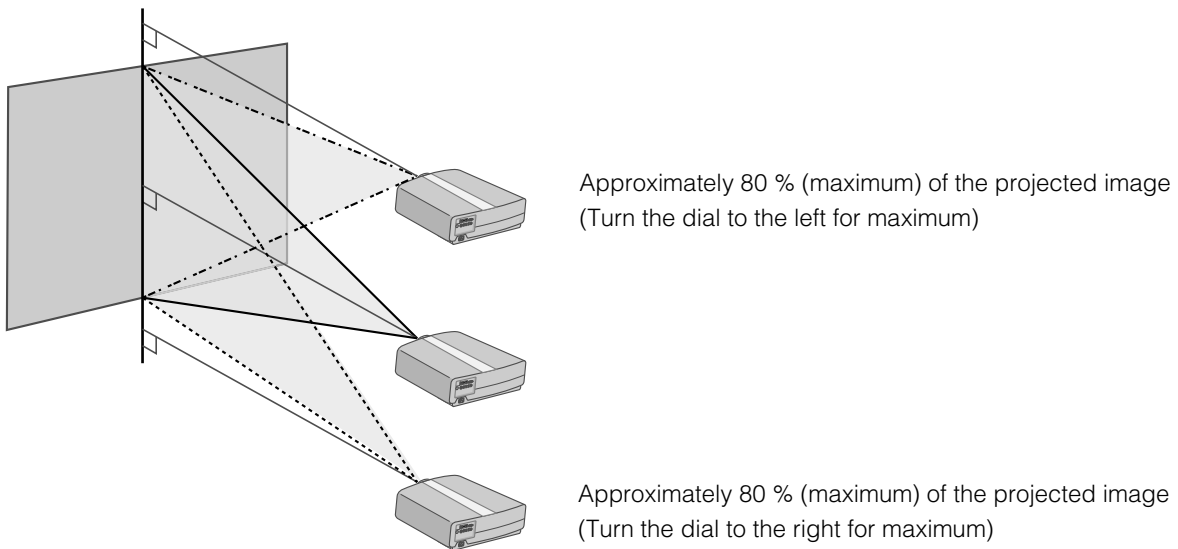 Approximately 80 % (maximum) of the projected image
(Turn the dial to the left for maximum)
Approximately 80 % (maximum) of the projected image
(Turn the dial to the right for maximum)